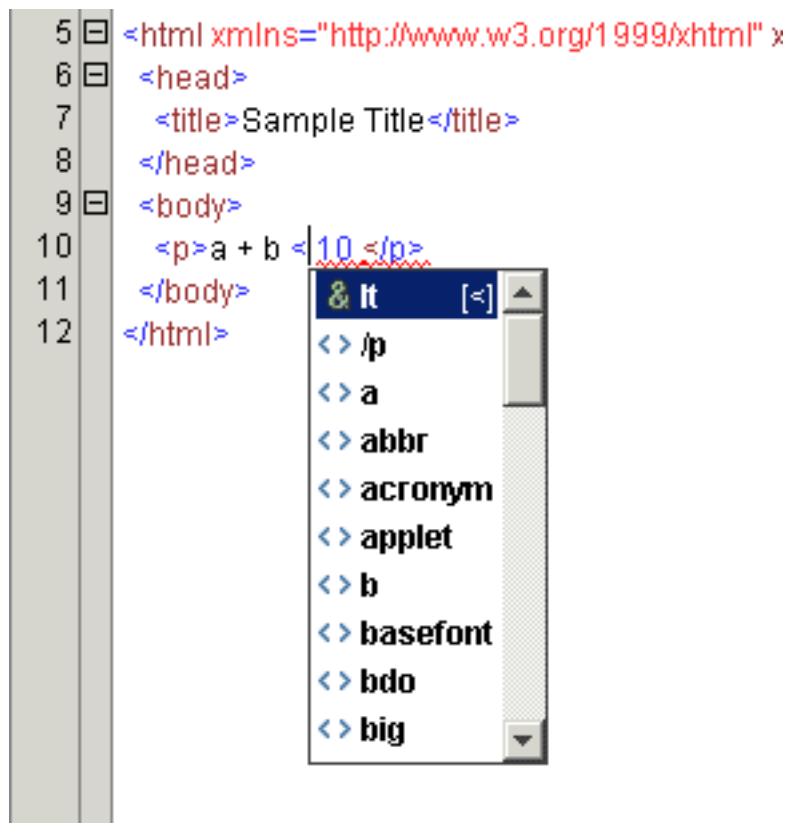 5 <html xmlns="http://www.w3.org/1999/xhtml" x
6 <head>
7 <title>Sample Title</title>
8 </head>
9 <body>
10 <p>a + b < 10 </p>
11 </body>
12 </html>
& lt [<]
<> /p
<> a
<> abbr
<> acronym
<> applet
<> b
<> basefont
<> bdo
<> big